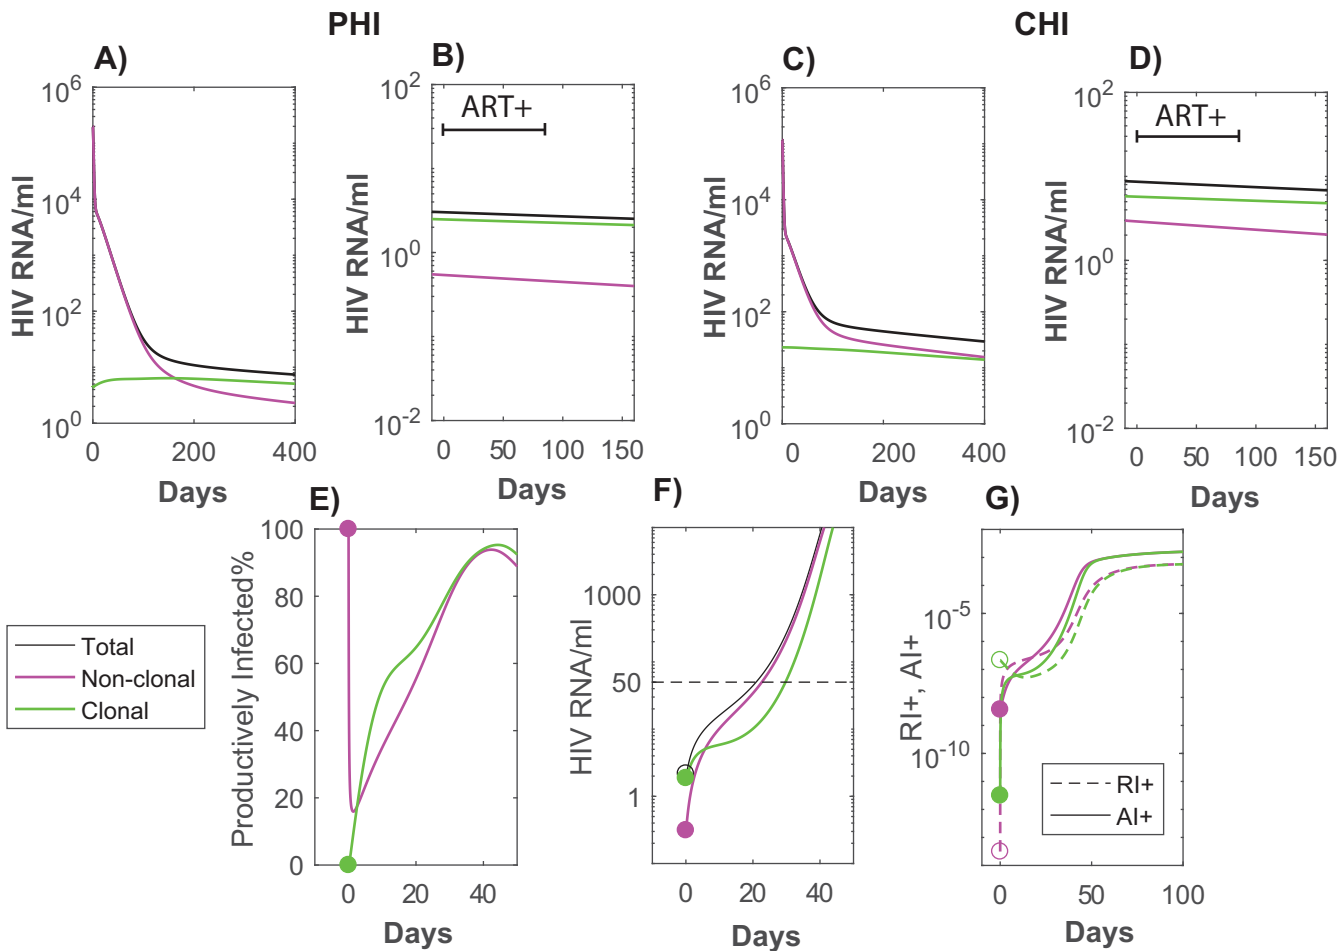 PHI
CHI
A)
B)
C)
D)
10^6
10^4
10^2
10^0
HIV RNA/ml
0
200
400
Days
10^2
10^0
10^-2
HIV RNA/ml
ART+
0
50
100
150
Days
10^6
10^4
10^2
10^0
HIV RNA/ml
0
200
400
Days
10^2
10^0
10^-2
HIV RNA/ml
ART+
0
50
100
150
Days
Total
Non-clonal
Clonal
E)
100
80
60
40
20
0
Productively Infected%
0
20
40
Days
F)
1000
50
1
HIV RNA/ml
0
20
40
Days
G)
10^-5
10^-10
RI+, AI+
RI+
AI+
0
50
100
Days